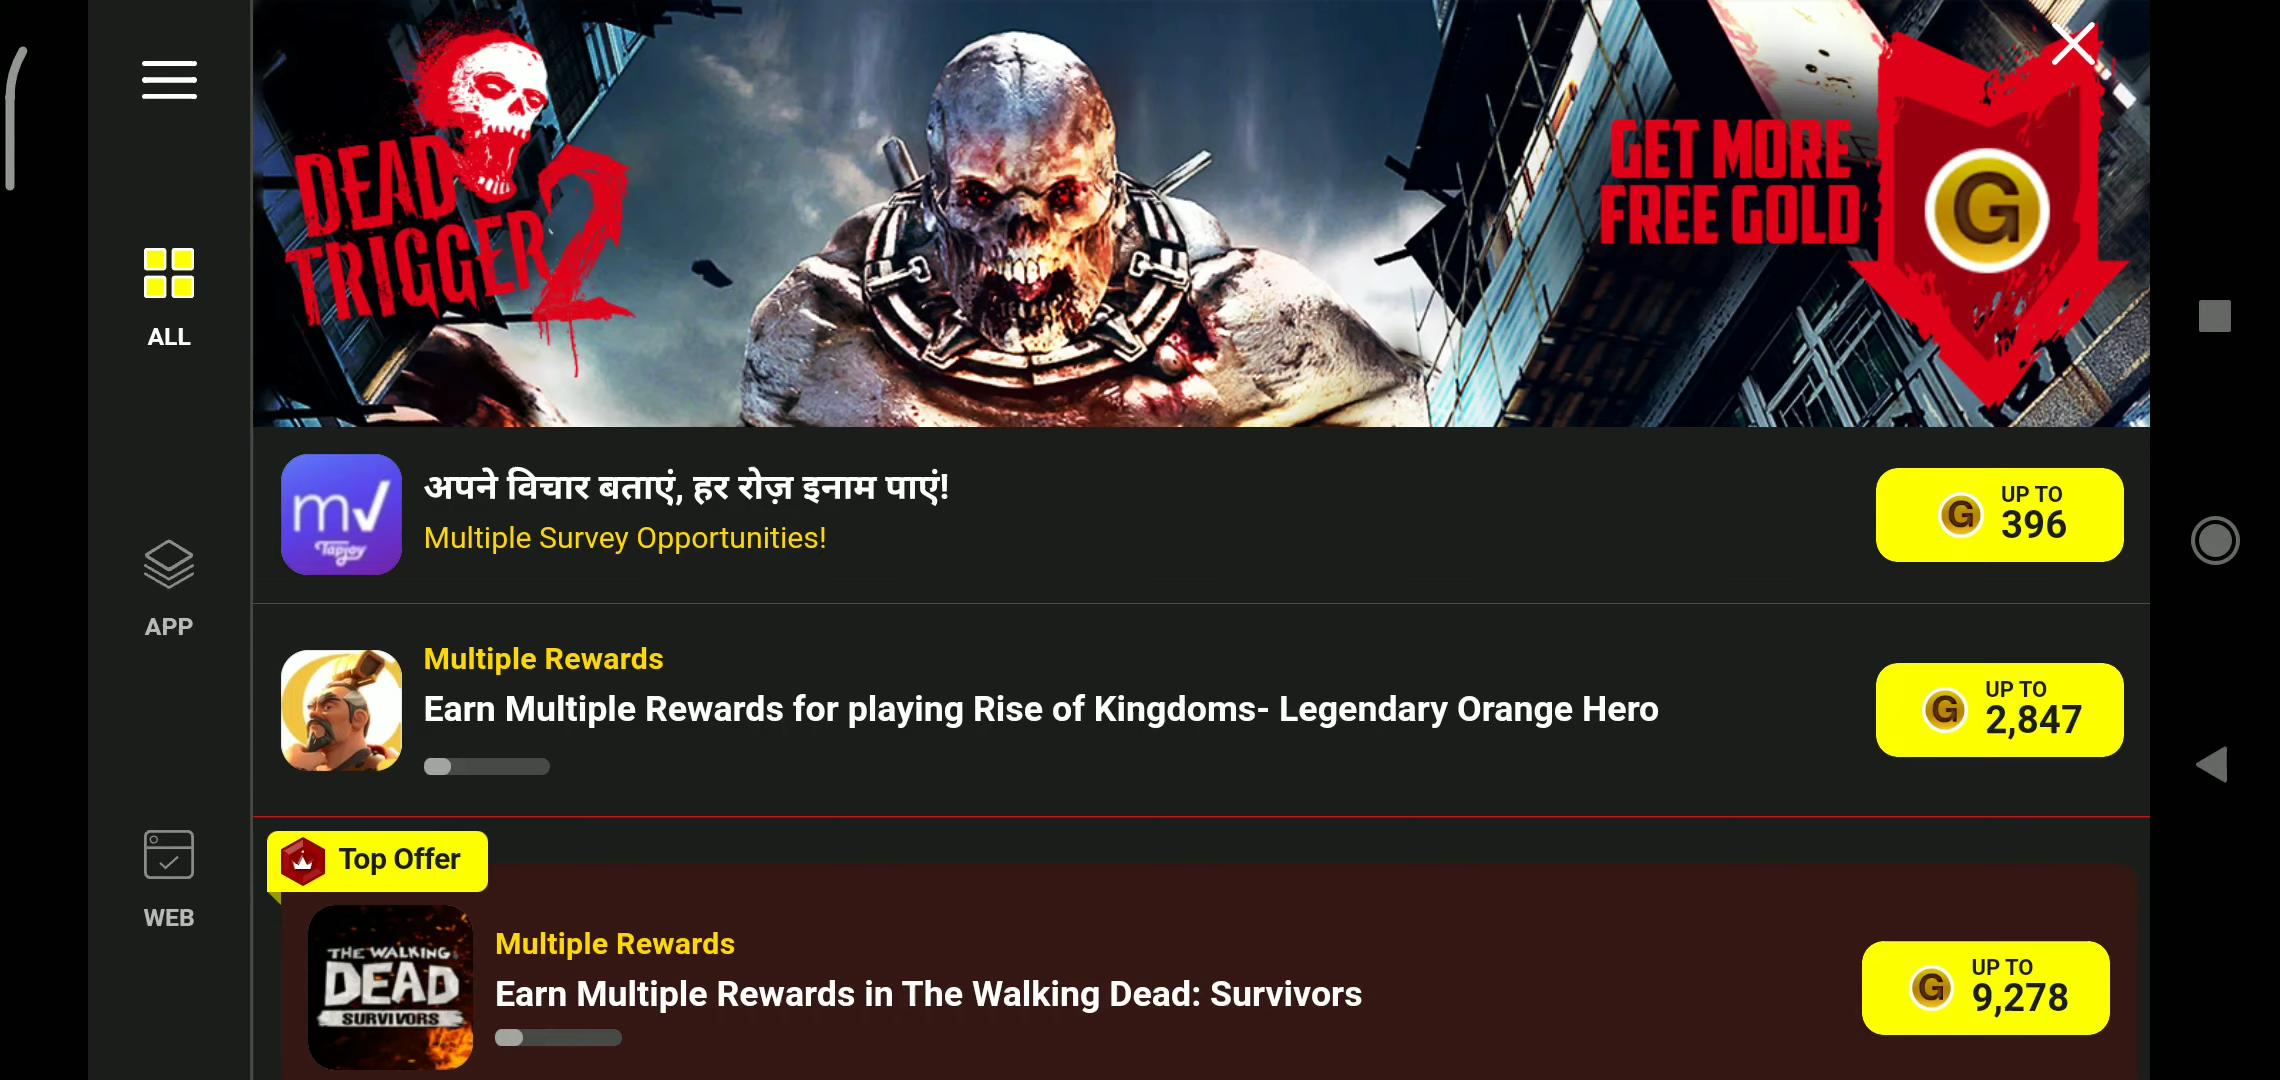 DEAD
TRIGGER 2
GET MORE
FREE GOLD
G
ALL
APP
WEB
m✓
Tapjoy
अपने विचार बताएं, हर रोज़ इनाम पाएं!
Multiple Survey Opportunities!
G
UP TO
396
Multiple Rewards
Earn Multiple Rewards for playing Rise of Kingdoms- Legendary Orange Hero
G
UP TO
2,847
Top Offer
THE WALKING
DEAD
SURVIVORS
Multiple Rewards
Earn Multiple Rewards in The Walking Dead: Survivors
G
UP TO
9,278